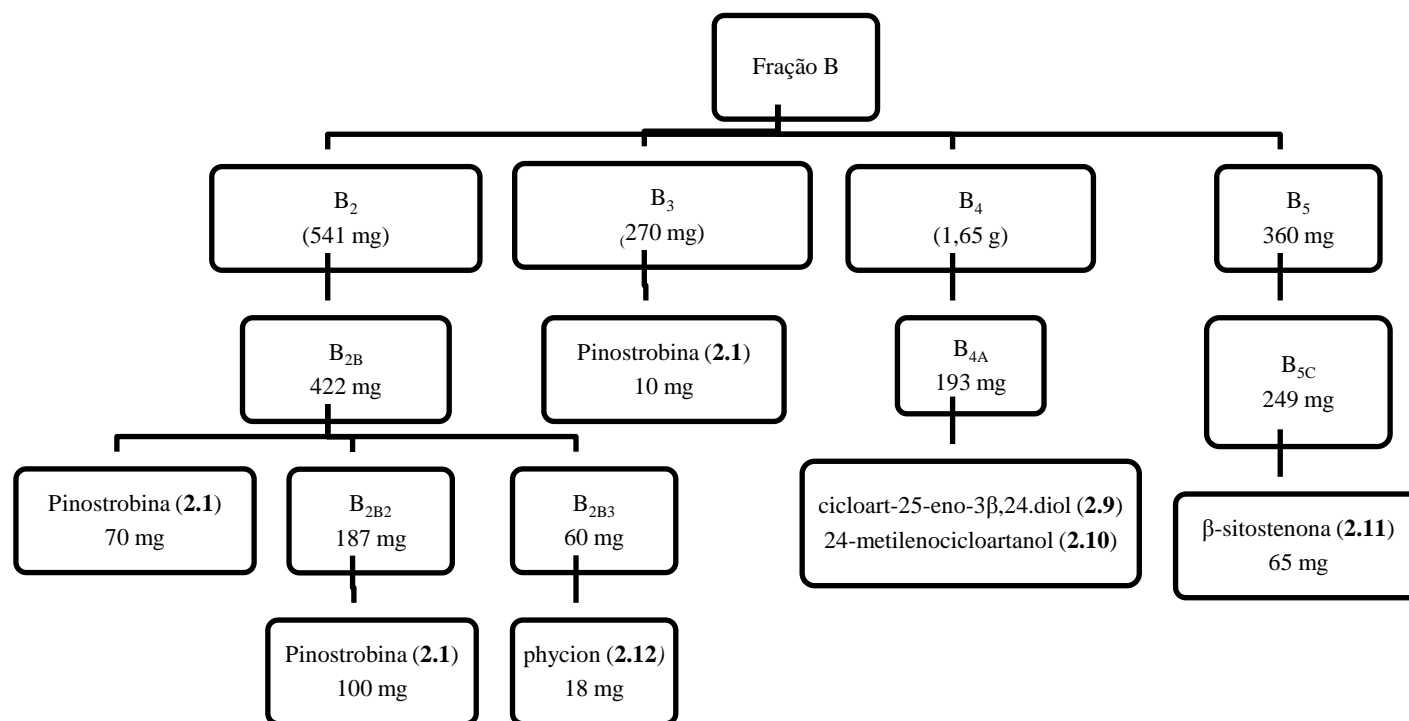 Fração B
B₂
(541 mg)
B₃
(270 mg)
B₄
(1,65 g)
B₅
360 mg
B₂B
422 mg
Pinostrobina (2.1)
10 mg
B₄A
193 mg
B₅C
249 mg
Pinostrobina (2.1)
70 mg
B₂B₂
187 mg
B₂B₃
60 mg
cicloart-25-eno-3β,24.diol (2.9)
24-metilenocicloartanol (2.10)
β-sitostenona (2.11)
65 mg
Pinostrobina (2.1)
100 mg
phycion (2.12)
18 mg